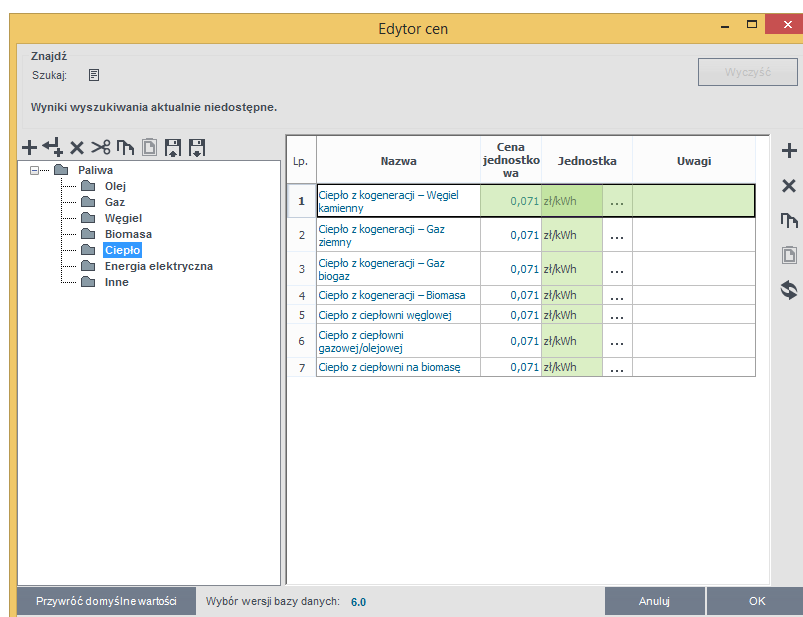 Edytor cen
Znajdź
Szukaj:
Wyczyść
Wyniki wyszukiwania aktualnie niedostępne.
Paliwa
Olej
Gaz
Węgiel
Biomasa
Ciepło
Energia elektryczna
Inne
Lp. Nazwa Cena jednostko wa Jednostka Uwagi
1 Ciepło z kogeneracji – Węgiel kamienny 0,071 zł/kWh ...
2 Ciepło z kogeneracji – Gaz ziemny 0,071 zł/kWh ...
3 Ciepło z kogeneracji – Gaz biogaz 0,071 zł/kWh ...
4 Ciepło z kogeneracji – Biomasa 0,071 zł/kWh ...
5 Ciepło z ciepłowni węglowej 0,071 zł/kWh ...
6 Ciepło z ciepłowni gazowej/olejowej 0,071 zł/kWh ...
7 Ciepło z ciepłowni na biomasę 0,071 zł/kWh ...
Przywróć domyślne wartości Wybór wersji bazy danych: 6.0 Anuluj OK